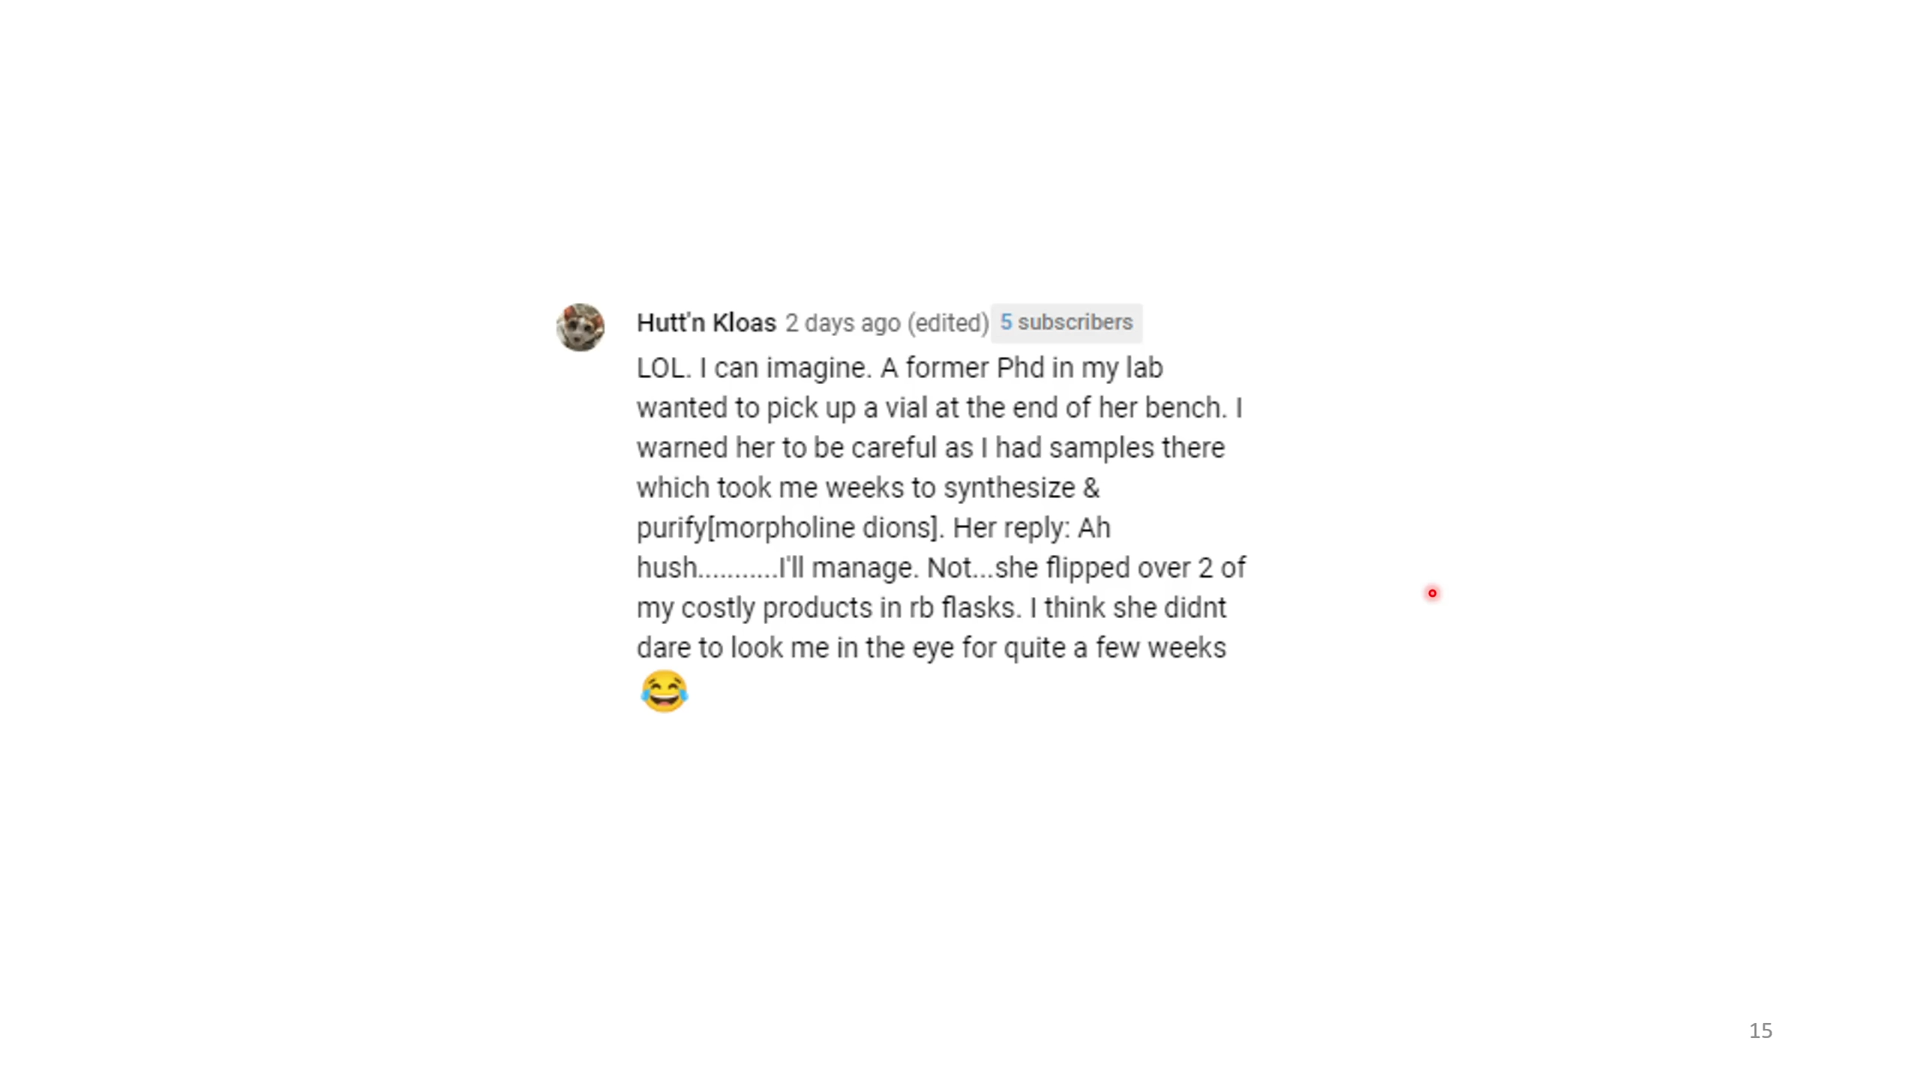 Hutt'n Kloas 2 days ago (edited) 5 subscribers
LOL. I can imagine. A former Phd in my lab
wanted to pick up a vial at the end of her bench. I
warned her to be careful as I had samples there
which took me weeks to synthesize &
purify[morpholine dions]. Her reply: Ah
hush...........I'll manage. Not...she flipped over 2 of
my costly products in rb flasks. I think she didnt
dare to look me in the eye for quite a few weeks
😂
15